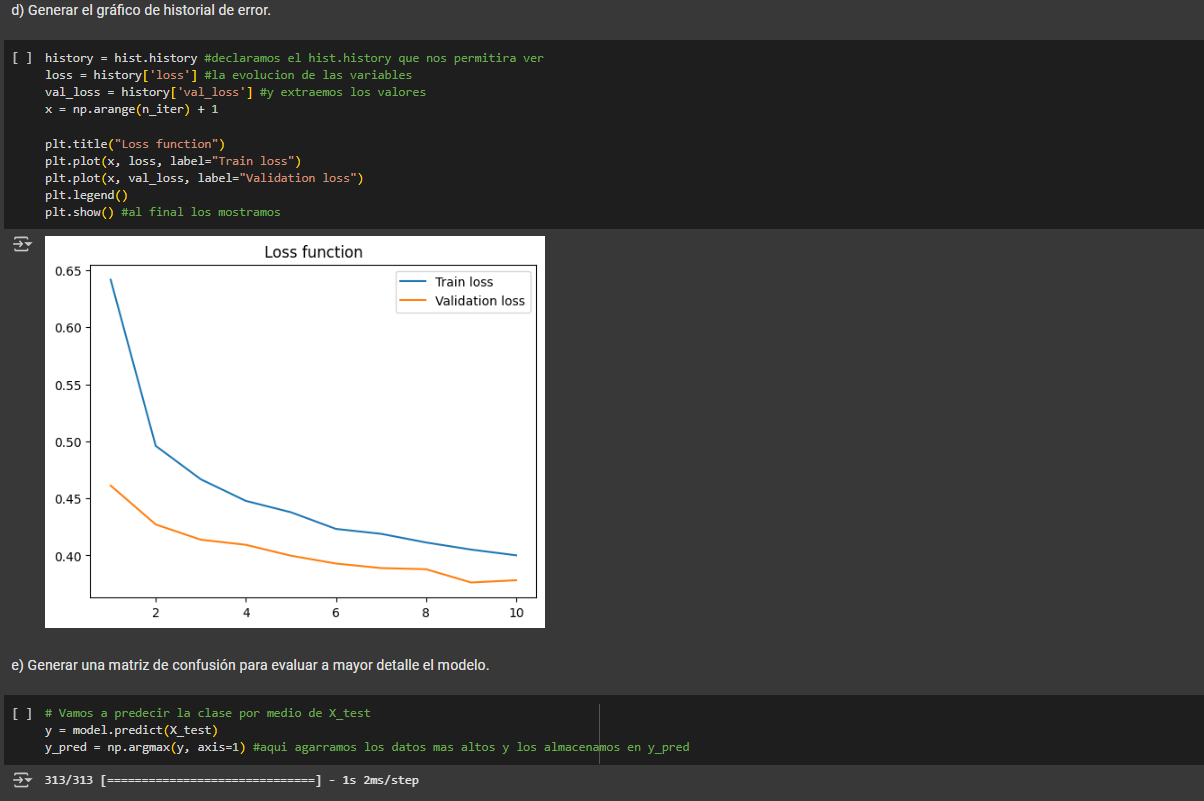 d) Generar el gráfico de historial de error.
[ ] history = hist.history #declaramos el hist.history que nos permitira ver
loss = history['loss'] #la evolucion de las variables
val_loss = history['val_loss'] #y extraemos los valores
x = np.arange(n_iter) + 1
plt.title("Loss function")
plt.plot(x, loss, label="Train loss")
plt.plot(x, val_loss, label="Validation loss")
plt.legend()
plt.show() #al final los mostramos
Loss function
Train loss
Validation loss
0.65
0.60
0.55
0.50
0.45
0.40
2 4 6 8 10
e) Generar una matriz de confusión para evaluar a mayor detalle el modelo.
[ ] # Vamos a predecir la clase por medio de X_test
y = model.predict(X_test)
y_pred = np.argmax(y, axis=1) #aqui agarramos los datos mas altos y los almacenamos en y_pred
313/313 [==============================] - 1s 2ms/step